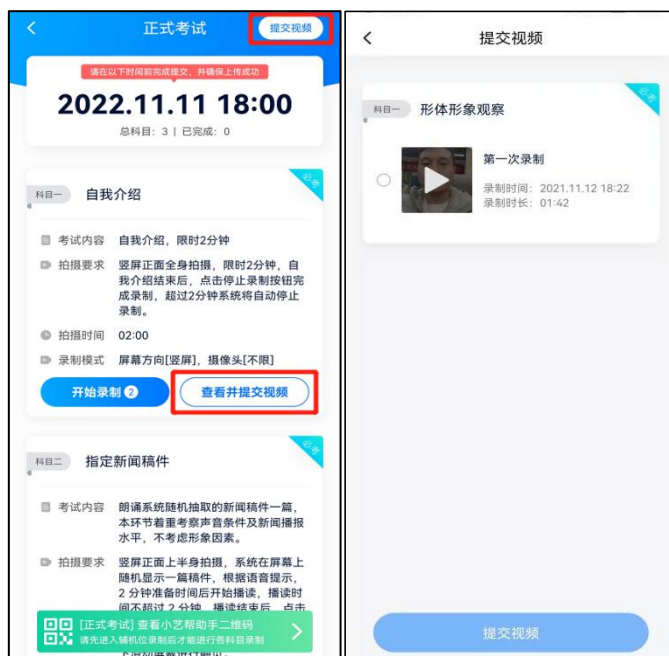 正式考试
提交视频
请在以下时间前完成提交，并确保上传成功
2022.11.11 18:00
总科目：3 | 已完成：0
必考
科目一 自我介绍
考试内容 自我介绍，限时2分钟
拍摄要求 竖屏正面全身拍摄，限时2分钟，自
我介绍结束后，点击停止录制按钮完
成录制，超过2分钟系统将自动停止
录制。
拍摄时间 02:00
录制模式 屏幕方向[竖屏]，摄像头[不限]
开始录制 2
查看并提交视频
必考
科目二 指定新闻稿件
考试内容 朗诵系统随机抽取的新闻稿件一篇，
本环节着重考察声音条件及新闻播报
水平，不考虑形象因素。
拍摄要求 竖屏正面上半身拍摄，系统在屏幕上
随机显示一篇稿件，根据语音提示，
2 分钟准备时间后开始播读，播读时
间不超过 2 分钟，播读结束后，点击
[正式考试] 查看小艺帮助手二维码
请先进入辅机位录制后才能进行各科目录制
提交视频
必考
科目一 形体形象观察
第一次录制
录制时间：2021.11.12 18:22
录制时长：01:42
提交视频